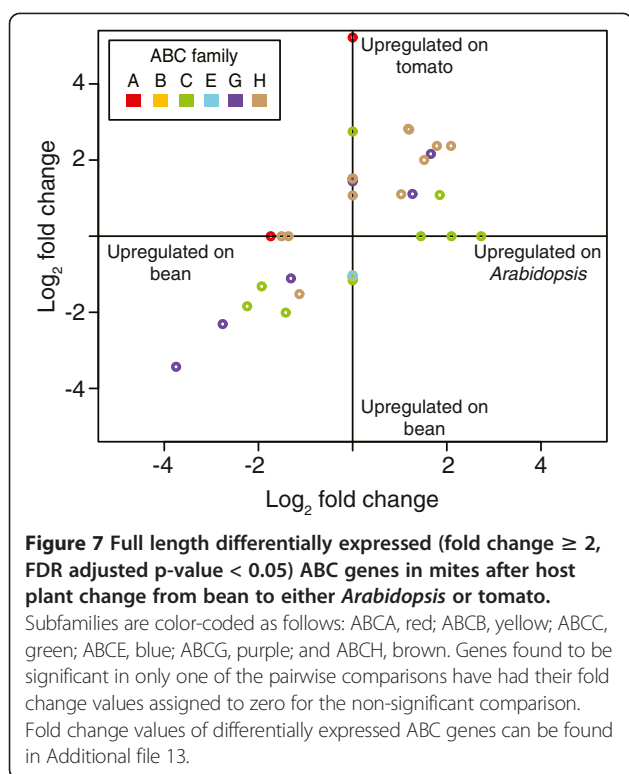 Upregulated on
tomato
ABC family
A B C E G H
4
2
0
-2
-4
Log2 fold change
Upregulated on
bean
Upregulated on
Arabidopsis
Upregulated on
bean
-4 -2 0 2 4
Log2 fold change
Figure 7 Full length differentially expressed (fold change ≥ 2,
FDR adjusted p-value < 0.05) ABC genes in mites after host
plant change from bean to either Arabidopsis or tomato.
Subfamilies are color-coded as follows: ABCA, red; ABCB, yellow; ABCC,
green; ABCE, blue; ABCG, purple; and ABCH, brown. Genes found to be
significant in only one of the pairwise comparisons have had their fold
change values assigned to zero for the non-significant comparison.
Fold change values of differentially expressed ABC genes can be found
in Additional file 13.